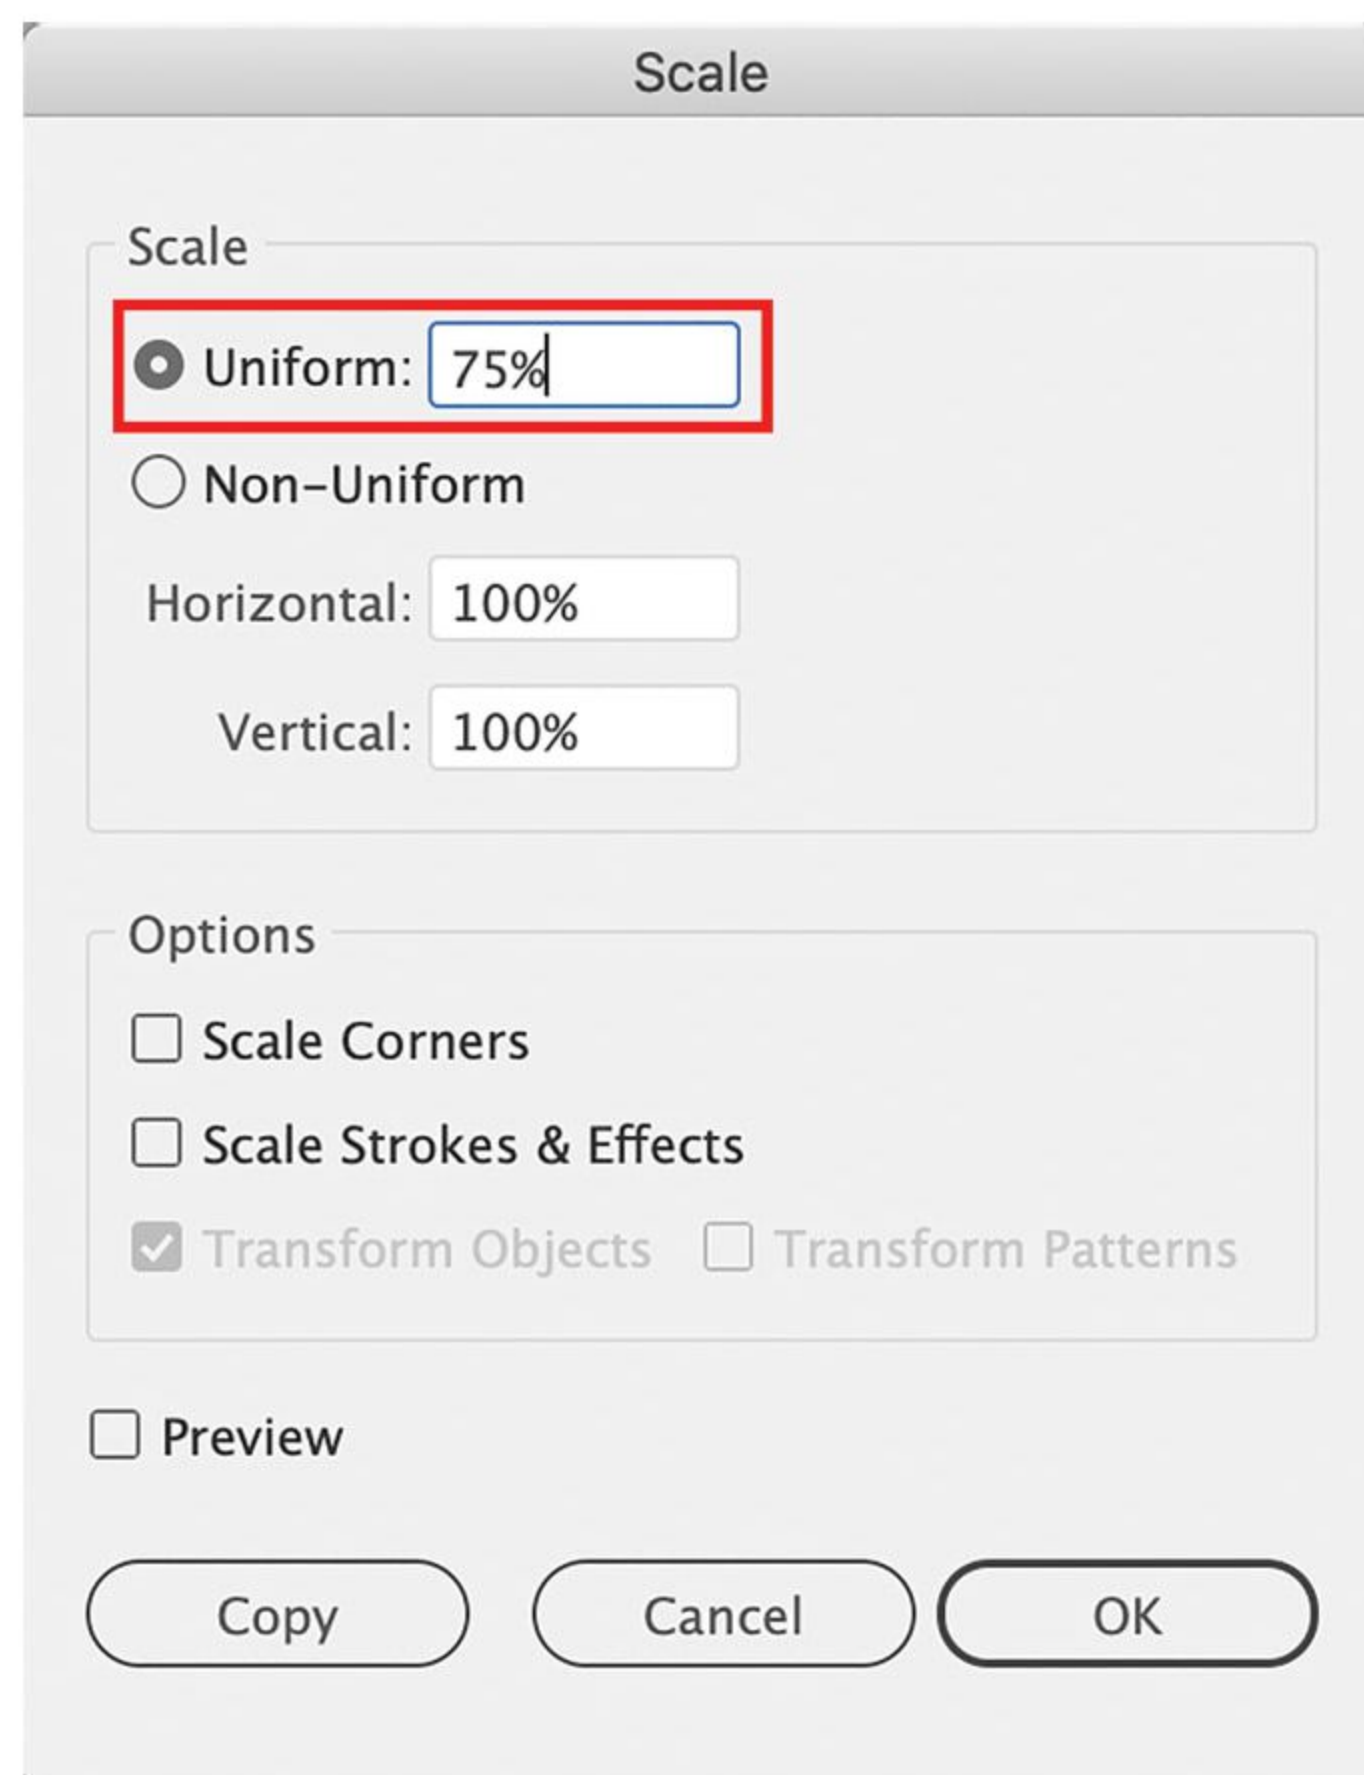 Scale
Scale
Uniform: 75%
Non-Uniform
Horizontal: 100%
Vertical: 100%
Options
Scale Corners
Scale Strokes & Effects
Transform Objects Transform Patterns
Preview
Copy Cancel OK